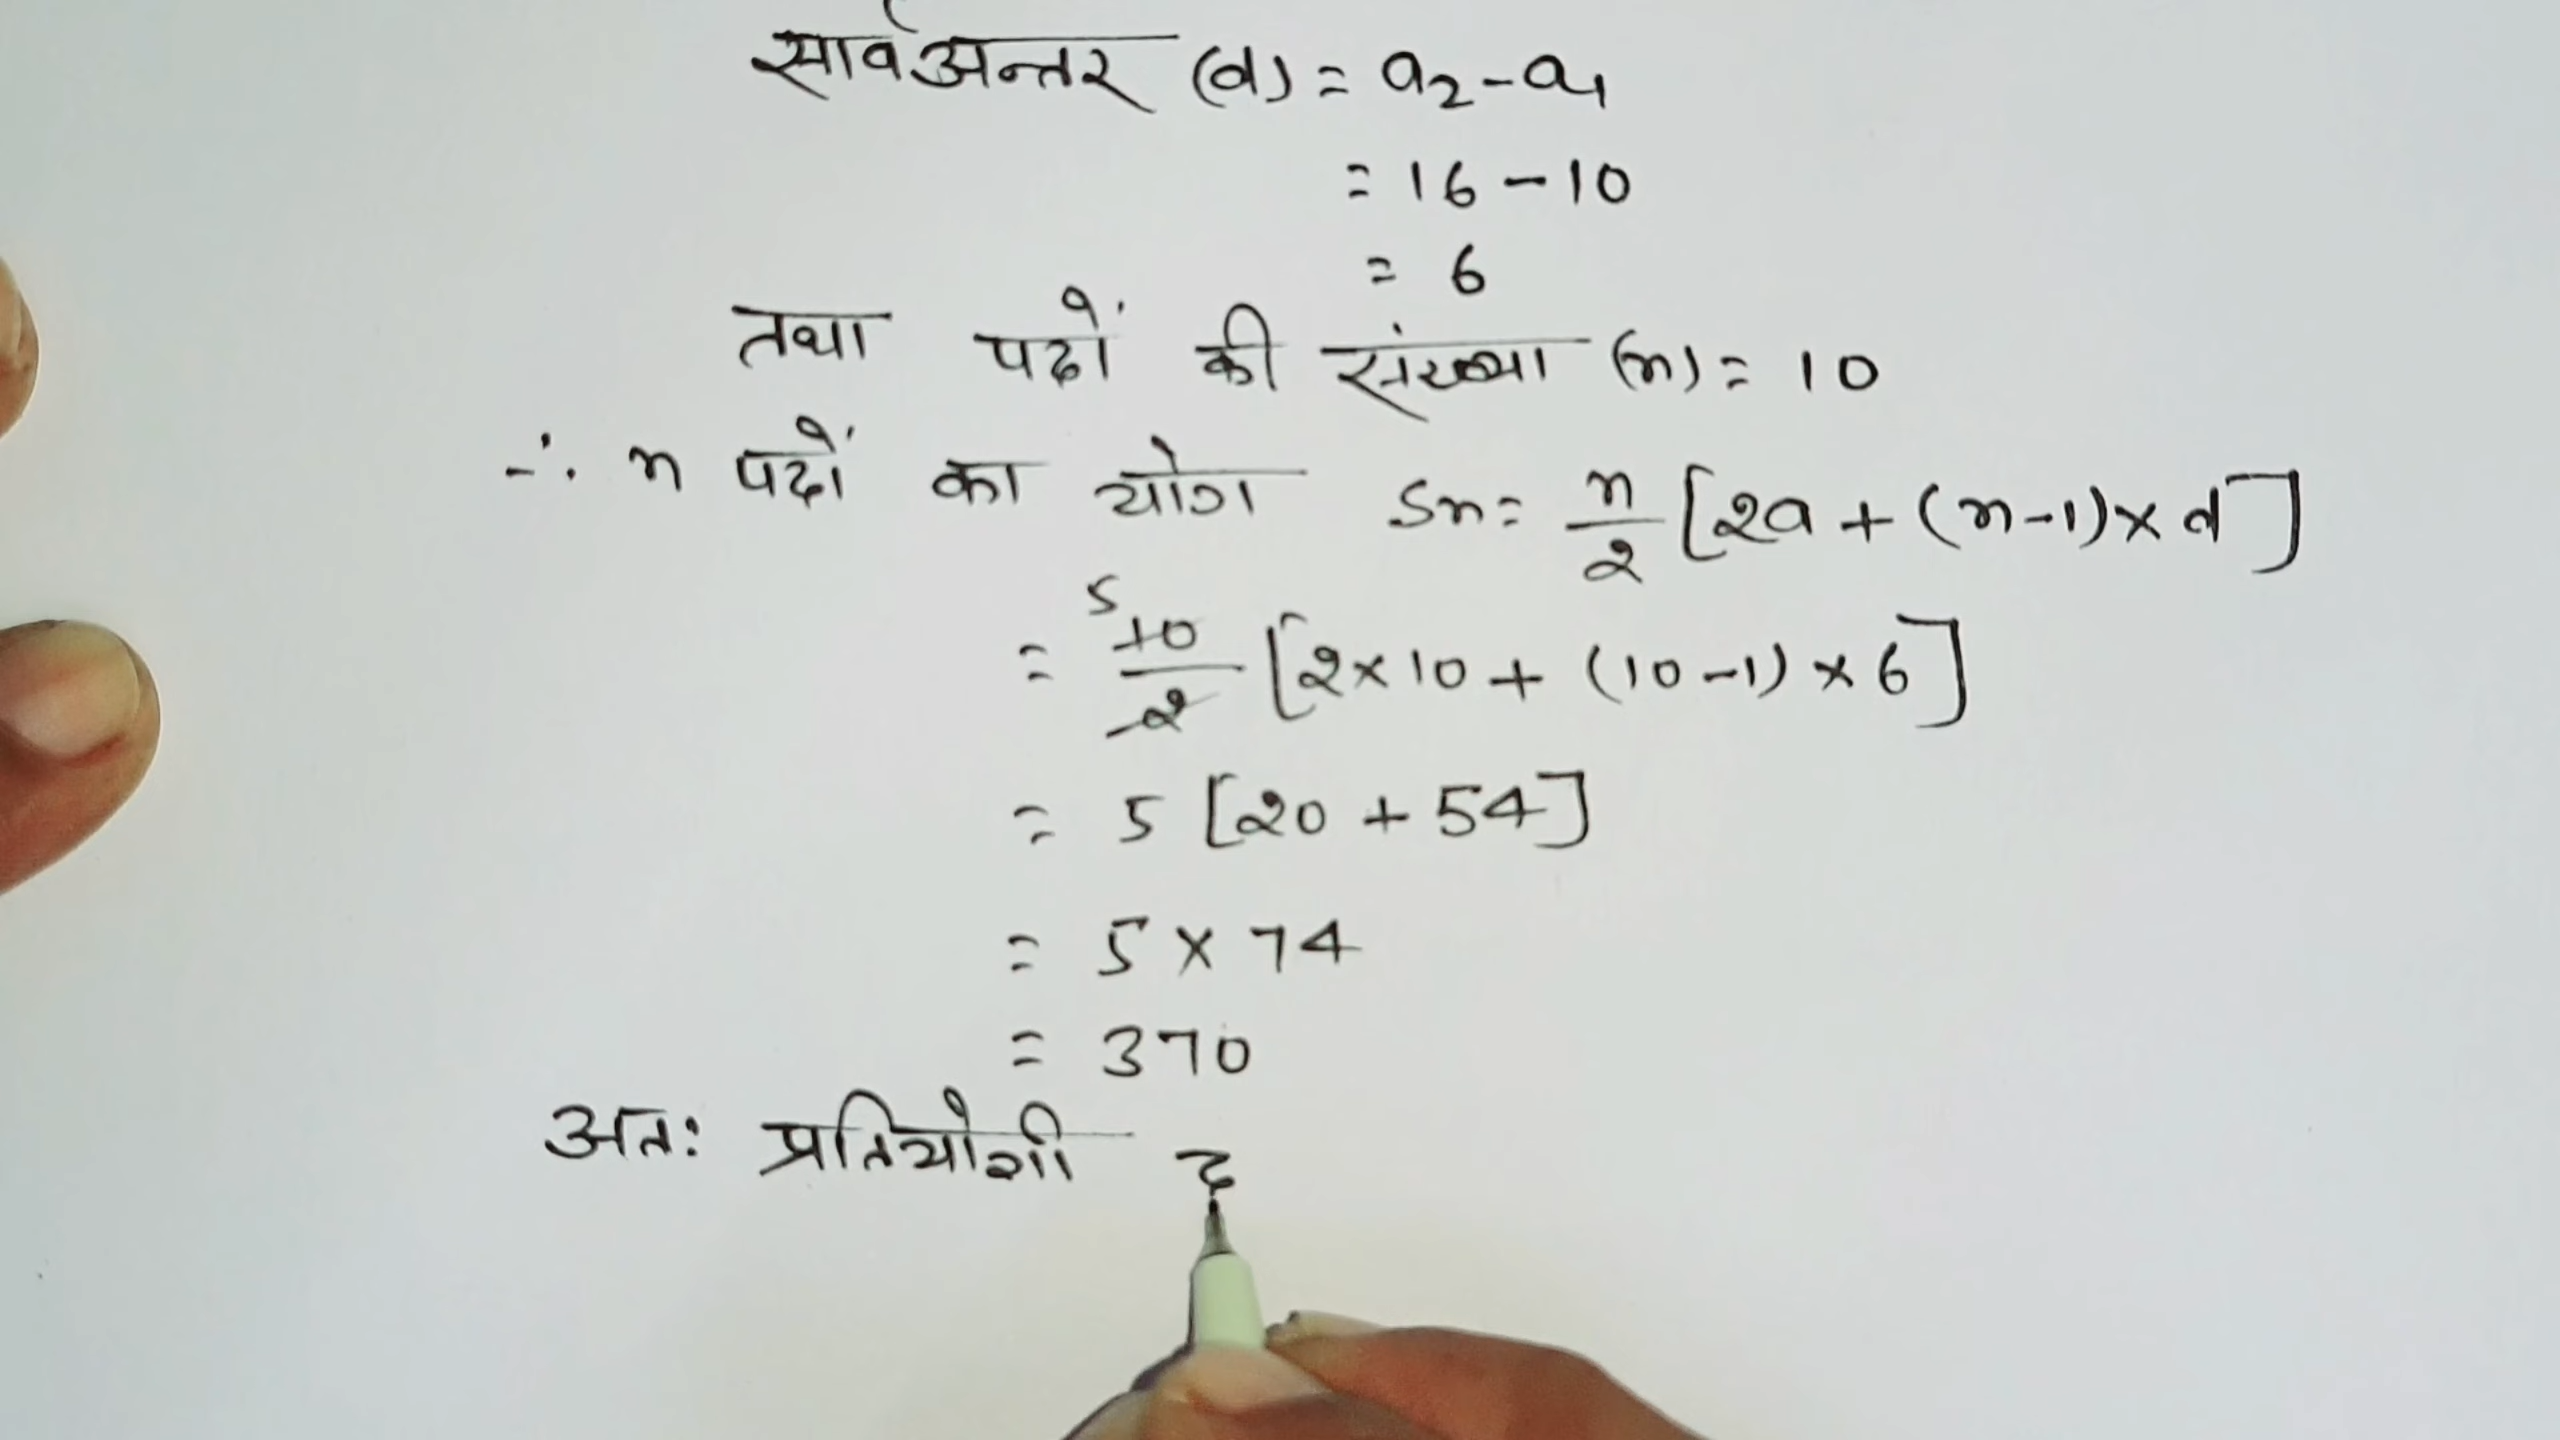 सार्वअन्तर (d) = a₂ - a₁
= 16 - 10
= 6
तथा पदों की संख्या (n) = 10
∴ n पदों का योग Sn = n/2 [2a + (n-1) × d]
= 5 10/2 [2×10 + (10-1) × 6]
= 5 [20 + 54]
= 5 × 74
= 370
अतः प्रतियोगी द